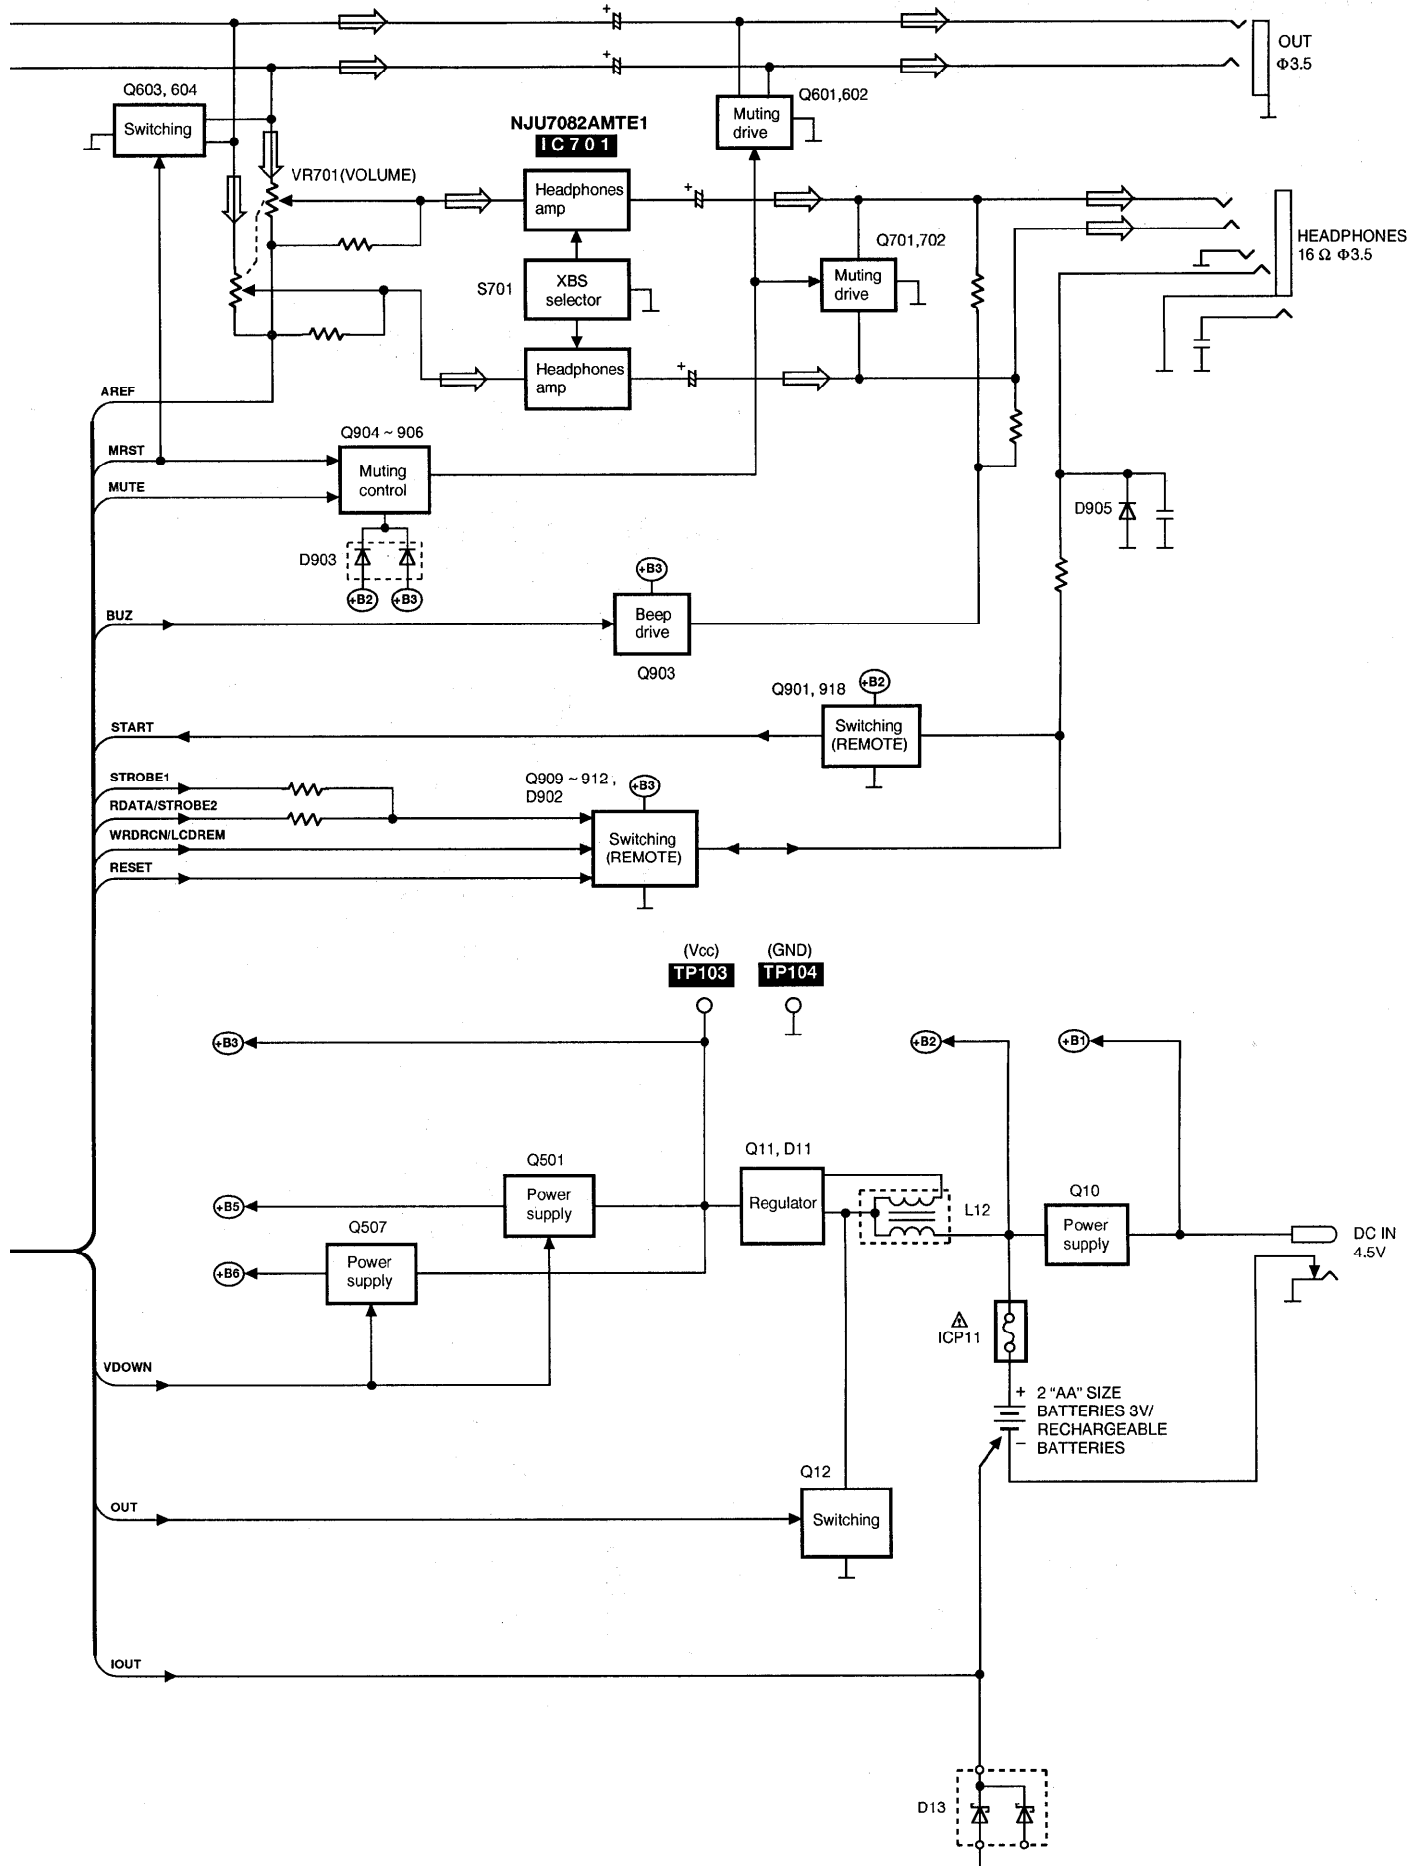 +
OUT
Φ3.5
+
Q603, 604
Switching
Q601,602
Muting
drive
NJU7082AMTE1
IC701
VR701(VOLUME)
Headphones
amp
+
Q701,702
Muting
drive
HEADPHONES
16 Ω Φ3.5
S701
XBS
selector
Headphones
amp
+
AREF
Q904 ~ 906
MRST
Muting
control
MUTE
D905
D903
+B2
+B3
+B3
BUZ
Beep
drive
Q903
Q901, 918
+B2
START
Switching
(REMOTE)
STROBE1
Q909 ~ 912 ,
D902
+B3
RDATA/STROBE2
WRDRCN/LCDREM
Switching
(REMOTE)
RESET
(Vcc)
TP103
(GND)
TP104
+B3
+B2
+B1
Q11, D11
Q501
Regulator
Power
supply
L12
Q10
Power
supply
+B5
Q507
DC IN
4.5V
+B6
Power
supply
ICP11
VDOWN
+ 2 “AA” SIZE
BATTERIES 3V/
RECHARGEABLE
– BATTERIES
Q12
OUT
Switching
IOUT
D13